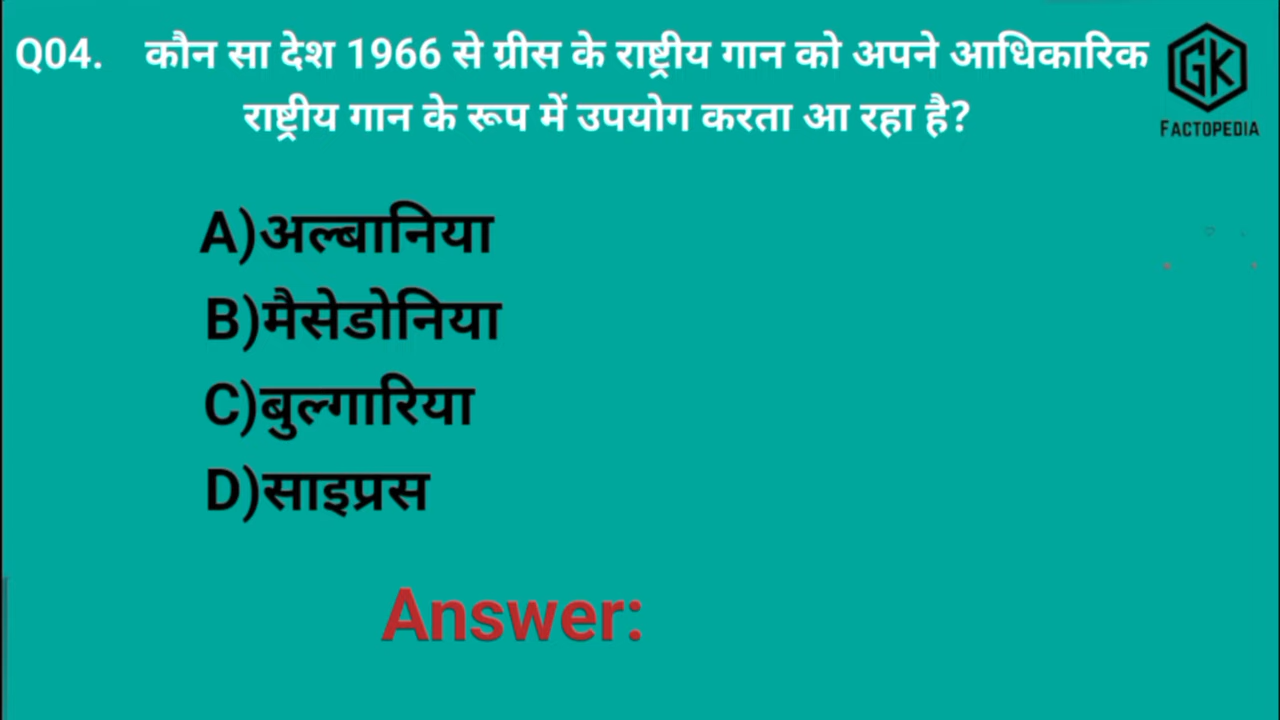 Q04. कौन सा देश 1966 से ग्रीस के राष्ट्रीय गान को अपने आधिकारिक
राष्ट्रीय गान के रूप में उपयोग करता आ रहा है?
GK
FACTOPEDIA
A)अल्बानिया
B)मैसेडोनिया
C)बुल्गारिया
D)साइप्रस
Answer: